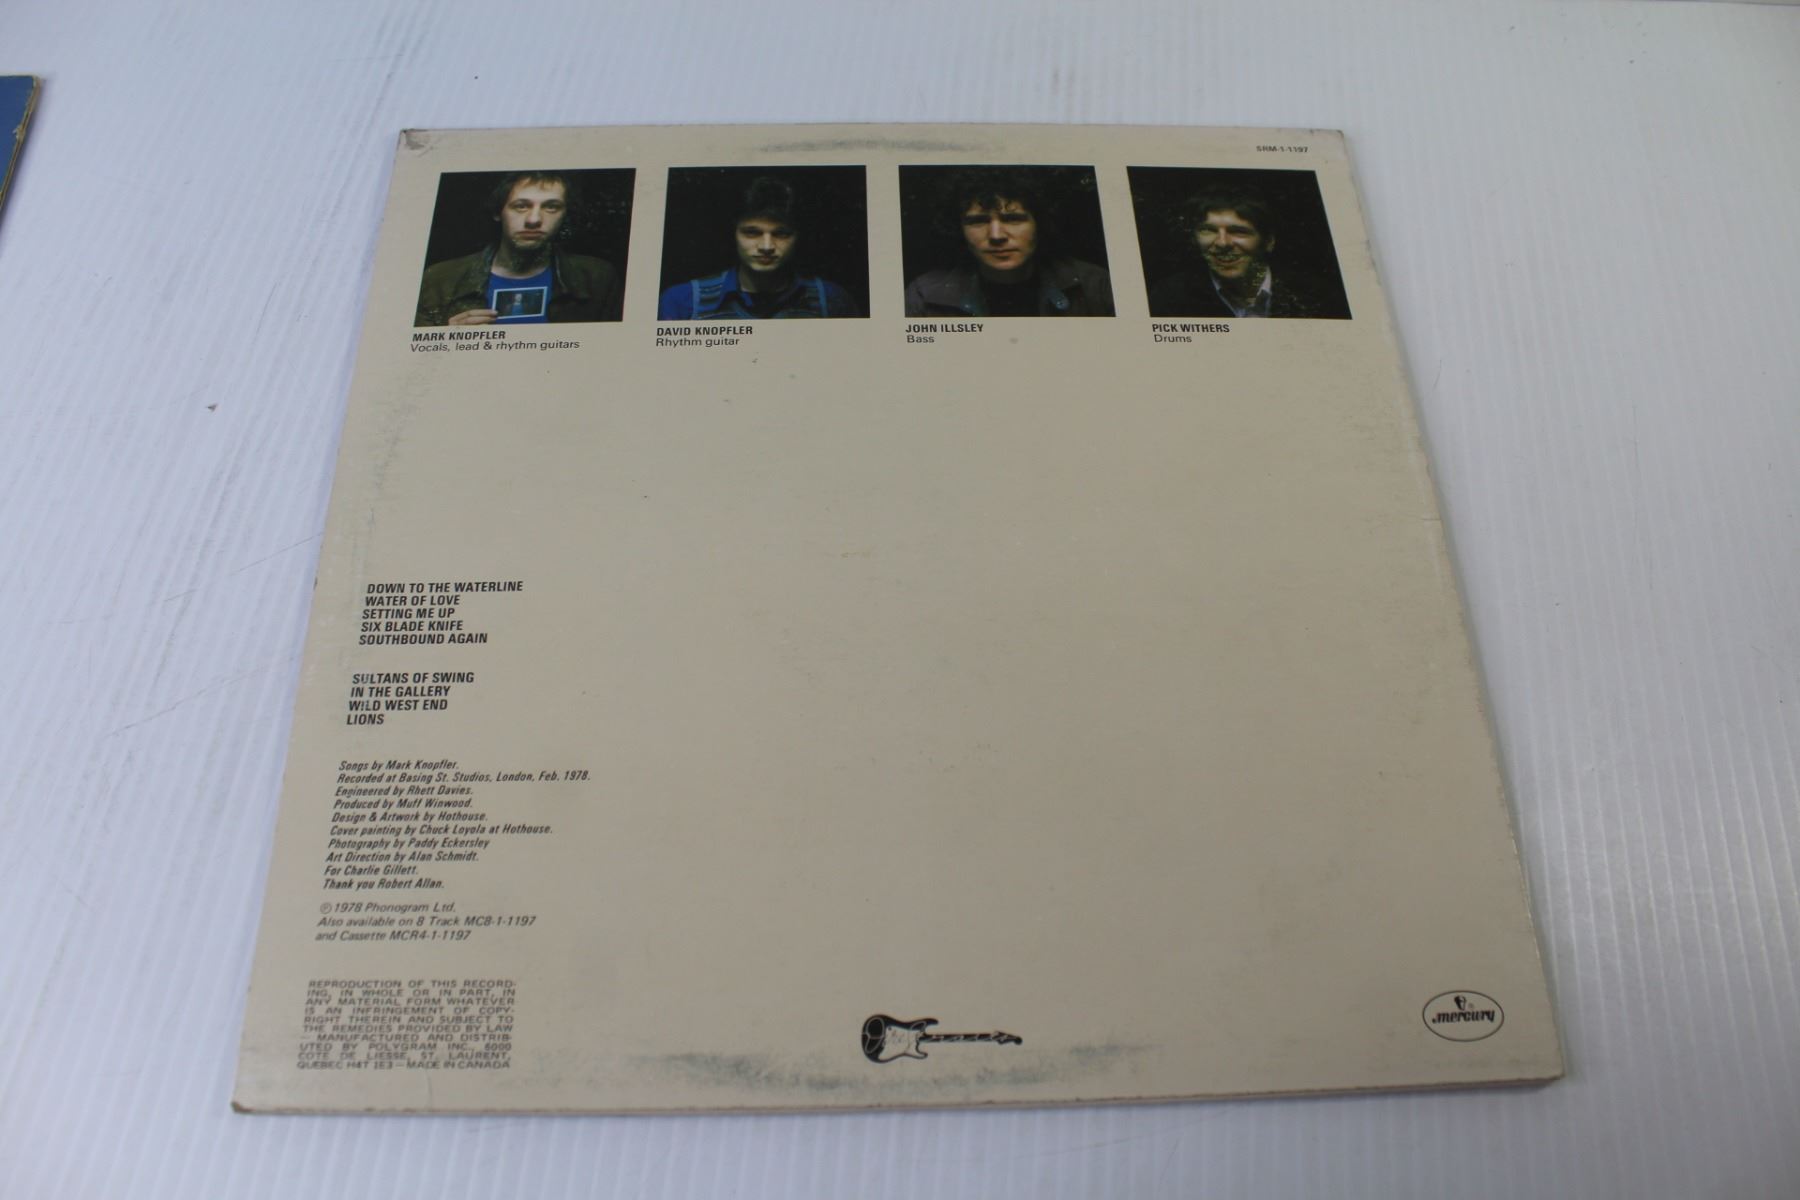 SRM-1-1197
MARK KNOPFLER
Vocals, lead & rhythm guitars
DAVID KNOPFLER
Rhythm guitar
JOHN ILLSLEY
Bass
PICK WITHERS
Drums
DOWN TO THE WATERLINE
WATER OF LOVE
SETTING ME UP
SIX BLADE KNIFE
SOUTHBOUND AGAIN
SULTANS OF SWING
IN THE GALLERY
WILD WEST END
LIONS
Songs by Mark Knopfler.
Recorded at Basing St. Studios, London, Feb. 1978.
Engineered by Rhett Davies.
Produced by Muff Winwood.
Design & Artwork by Hothouse.
Cover painting by Chuck Loyola at Hothouse.
Photography by Paddy Eckersley
Art Direction by Alan Schmidt.
For Charlie Gillett.
Thank you Robert Allan.
℗ 1978 Phonogram Ltd.
Also available on 8 Track MC8-1-1197
and Cassette MCR4-1-1197
REPRODUCTION OF THIS RECORD-
ING, IN WHOLE OR IN PART, IN
ANY MATERIAL FORM WHATEVER
IS AN INFRINGEMENT OF COPY-
RIGHT THEREIN AND SUBJECT TO
THE REMEDIES PROVIDED BY LAW
— MANUFACTURED AND DISTRIB-
UTED BY POLYGRAM INC., 6000
COTE DE LIESSE, ST. LAURENT,
QUEBEC H4T 1E3 — MADE IN CANADA
mercury ®